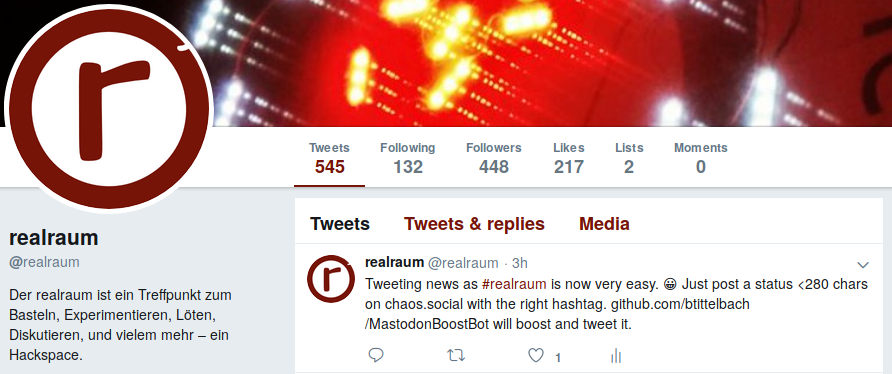 r
Tweets Following Followers Likes Lists Moments
545 132 448 217 2 0
realraum
@realraum
Der realraum ist ein Treffpunkt zum
Basteln, Experimentieren, Löten,
Diskutieren, und vielem mehr – ein
Hackspace.
Tweets Tweets & replies Media
r
realraum @realraum · 3h
Tweeting news as #realraum is now very easy. 😀 Just post a status <280 chars
on chaos.social with the right hashtag. github.com/btittelbach
/MastodonBoostBot will boost and tweet it.
1